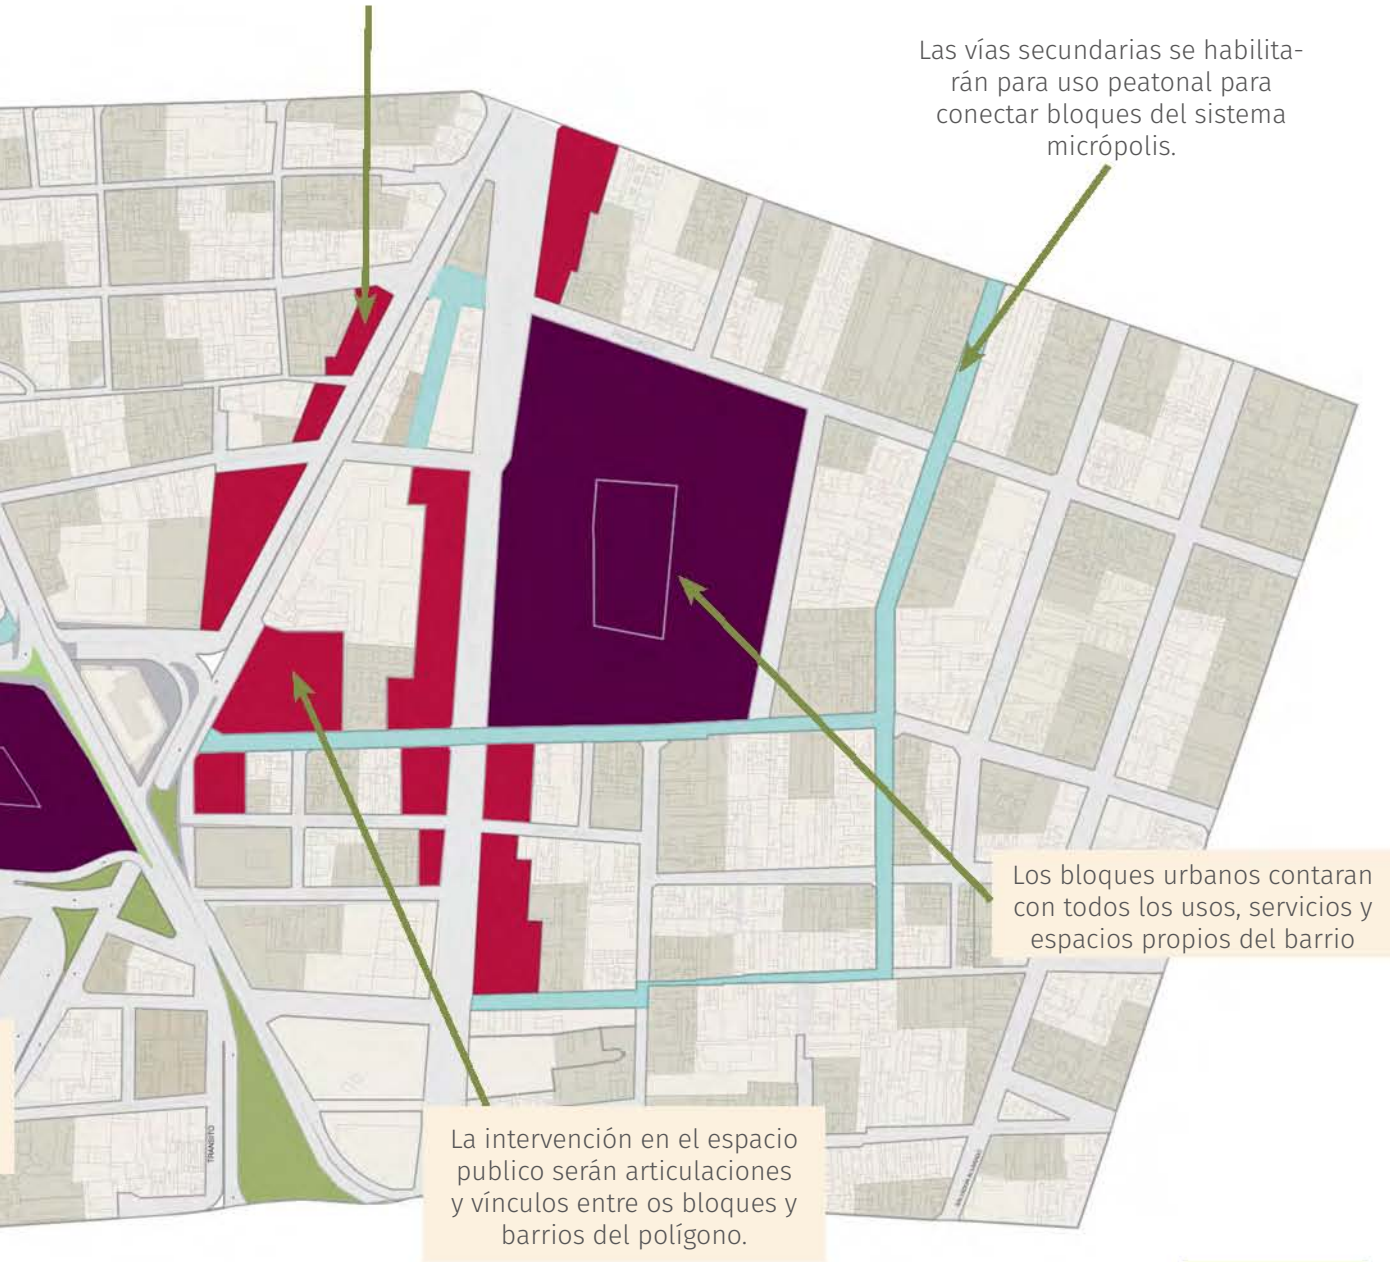 Las vías secundarias se habilita-
rán para uso peatonal para
conectar bloques del sistema
micrópolis.
Los bloques urbanos contaran
con todos los usos, servicios y
espacios propios del barrio
La intervención en el espacio
publico serán articulaciones
y vínculos entre os bloques y
barrios del polígono.
TRANSITO